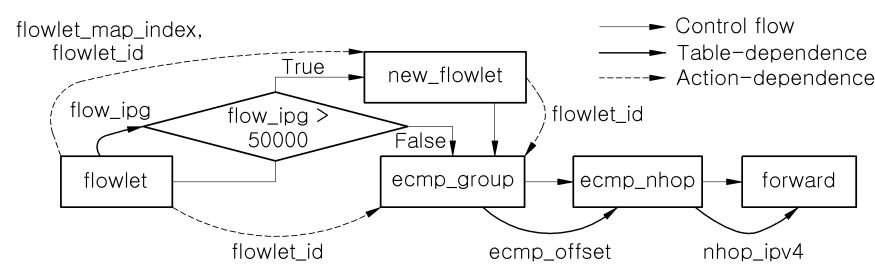 flowlet_map_index,
flowlet_id
Control flow
Table-dependence
Action-dependence
True
new_flowlet
flow_ipg
flow_ipg >
50000
flowlet_id
False
flowlet
ecmp_group
ecmp_nhop
forward
flowlet_id
ecmp_offset
nhop_ipv4